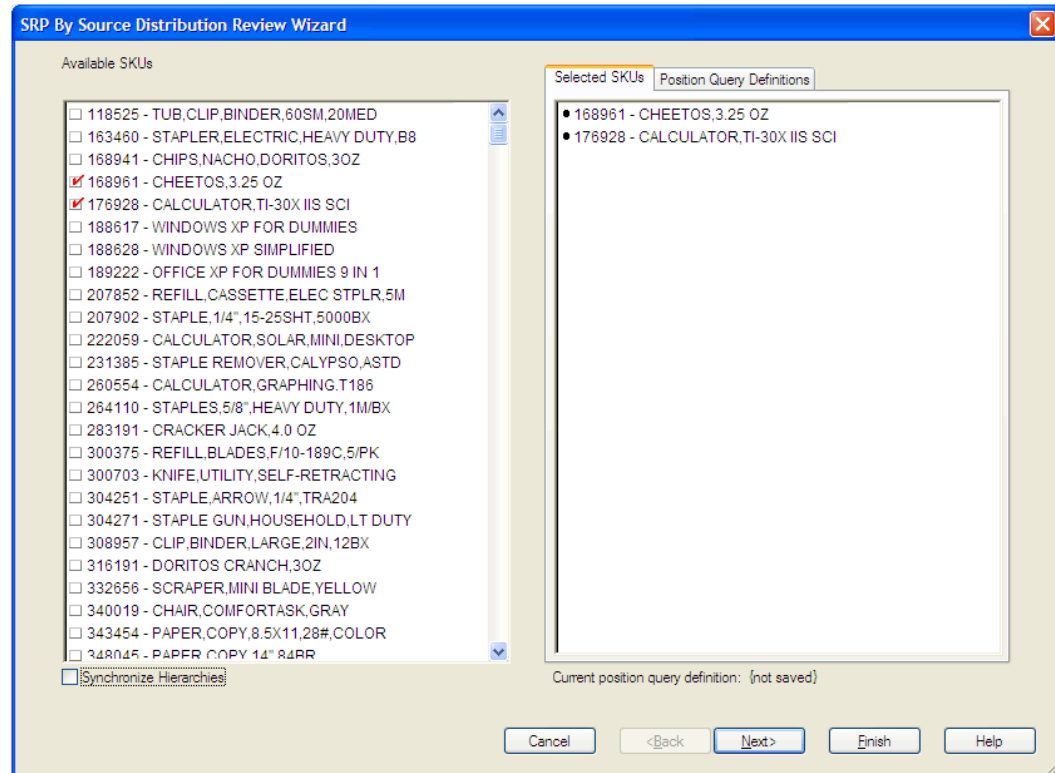 SRP By Source Distribution Review Wizard
Available SKUs
118525 - TUB,CLIP,BINDER,60SM,20MED
163460 - STAPLER,ELECTRIC,HEAVY DUTY,B8
168941 - CHIPS,NACHO,DORITOS,3OZ
168961 - CHEETOS,3.25 OZ
176928 - CALCULATOR,TI-30X IIS SCI
188617 - WINDOWS XP FOR DUMMIES
188628 - WINDOWS XP SIMPLIFIED
189222 - OFFICE XP FOR DUMMIES 9 IN 1
207852 - REFILL,CASSETTE,ELEC STPLR,5M
207902 - STAPLE,1/4",15-25SHT,5000BX
222059 - CALCULATOR,SOLAR,MINI,DESKTOP
231385 - STAPLE REMOVER,CALYPSO,ASTD
260554 - CALCULATOR,GRAPHING.T186
264110 - STAPLES,5/8",HEAVY DUTY,1M/BX
283191 - CRACKER JACK,4.0 OZ
300375 - REFILL,BLADES,F/10-189C,5/PK
300703 - KNIFE,UTILITY,SELF-RETRACTING
304251 - STAPLE,ARROW,1/4",TRA204
304271 - STAPLE GUN,HOUSEHOLD,LT DUTY
308957 - CLIP,BINDER,LARGE,2IN,12BX
316191 - DORITOS CRANCH,3OZ
332656 - SCRAPER,MINI BLADE,YELLOW
340019 - CHAIR,COMFORTASK,GRAY
343454 - PAPER,COPY,8.5X11,28#,COLOR
348045 - PAPER COPY 14" 84BR
Synchronize Hierarchies
Selected SKUs
Position Query Definitions
168961 - CHEETOS,3.25 OZ
176928 - CALCULATOR,TI-30X IIS SCI
Current position query definition: {not saved}
Cancel
<Back
Next>
Finish
Help